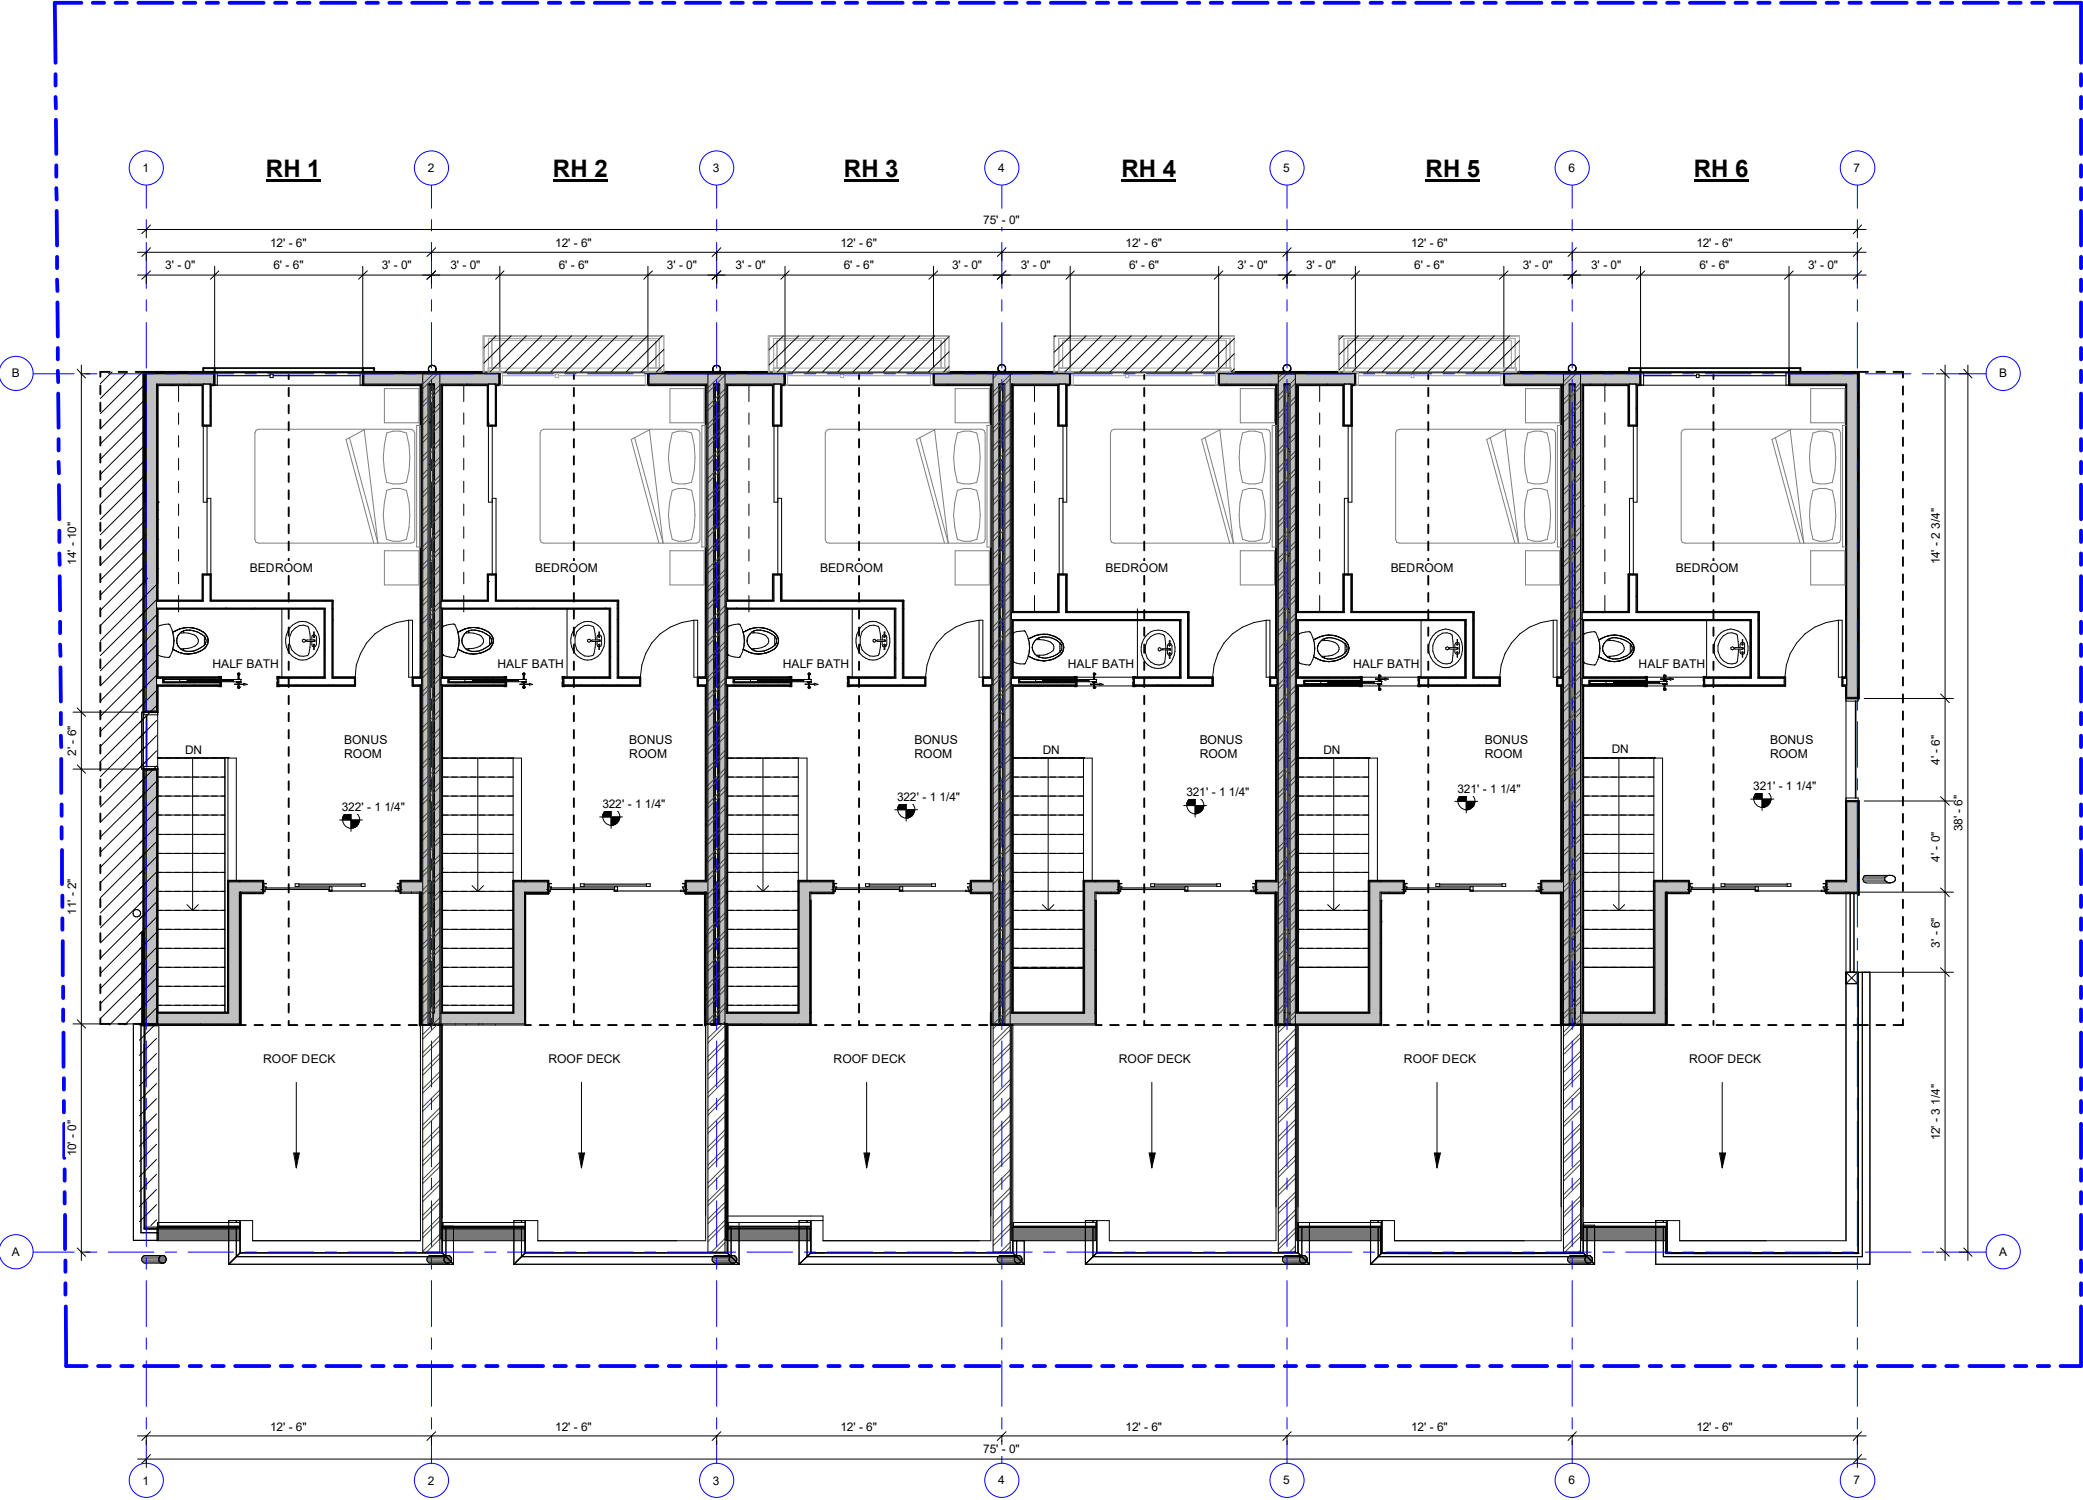 1 RH 1 2 RH 2 3 RH 3 4 RH 4 5 RH 5 6 RH 6 7
75' - 0"
12' - 6" 12' - 6" 12' - 6" 12' - 6" 12' - 6" 12' - 6"
3' - 0" 6' - 6" 3' - 0" 3' - 0" 6' - 6" 3' - 0" 3' - 0" 6' - 6" 3' - 0" 3' - 0" 6' - 6" 3' - 0" 3' - 0" 6' - 6" 3' - 0" 3' - 0" 6' - 6" 3' - 0"
B B
14' - 10" 14' - 2 3/4"
BEDROOM BEDROOM BEDROOM BEDROOM BEDROOM BEDROOM
HALF BATH HALF BATH HALF BATH HALF BATH HALF BATH HALF BATH
2' - 6" 4' - 6"
BONUS BONUS BONUS BONUS BONUS BONUS
DN ROOM ROOM ROOM DN ROOM DN ROOM DN ROOM
322' - 1 1/4" 322' - 1 1/4" 322' - 1 1/4" 321' - 1 1/4" 321' - 1 1/4" 321' - 1 1/4"
38' - 6"
4' - 0"
11' - 2"
3' - 6"
ROOF DECK ROOF DECK ROOF DECK ROOF DECK ROOF DECK ROOF DECK
10' - 0" 12' - 3 1/4"
A A
12' - 6" 12' - 6" 12' - 6" 12' - 6" 12' - 6" 12' - 6"
75' - 0"
1 2 3 4 5 6 7